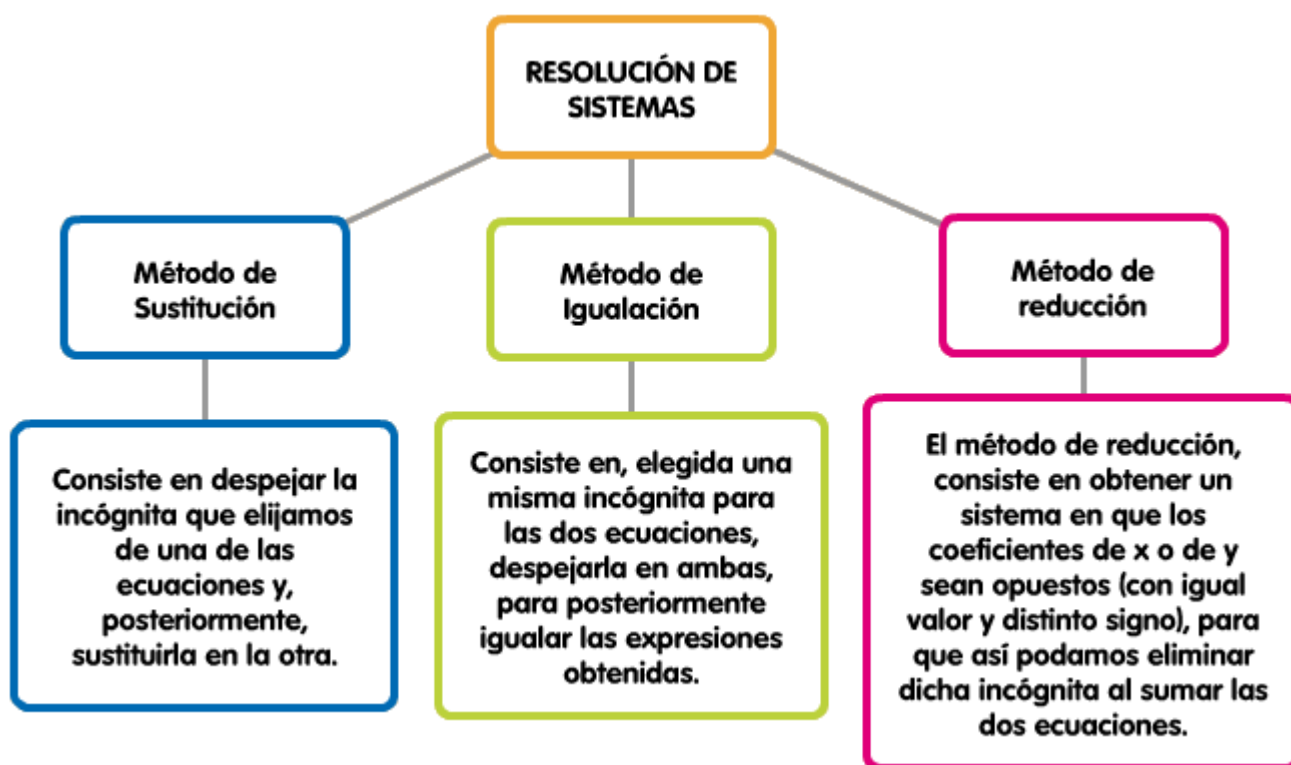 RESOLUCIÓN DE
SISTEMAS
Método de
Sustitución
Método de
Igualación
Método de
reducción
Consiste en despejar la
incógnita que elijamos
de una de las
ecuaciones y,
posteriormente,
sustituirla en la otra.
Consiste en, elegida una
misma incógnita para
las dos ecuaciones,
despejarla en ambas,
para posteriormente
igualar las expresiones
obtenidas.
El método de reducción,
consiste en obtener un
sistema en que los
coeficientes de x o de y
sean opuestos (con igual
valor y distinto signo), para
que así podamos eliminar
dicha incógnita al sumar las
dos ecuaciones.